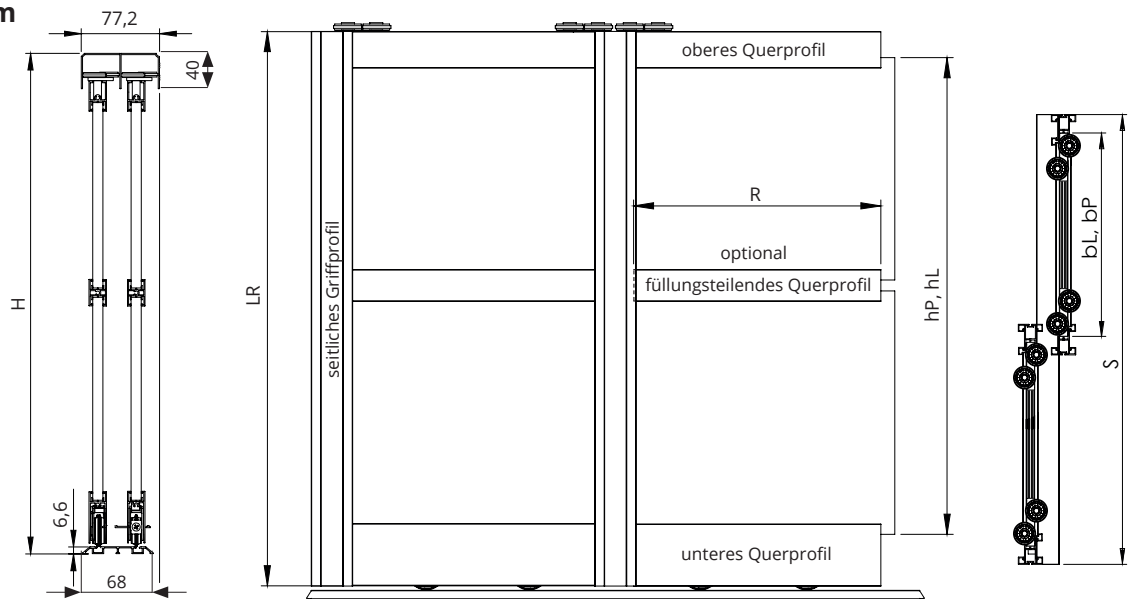 m
77,2
40
H
6,6
68
LR
seitliches Griffprofil
oberes Querprofil
R
optional
füllungsteilendes Querprofil
unteres Querprofil
hP, hL
bL, bP
S